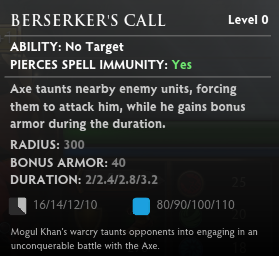 BERSERKER'S CALL Level 0
ABILITY: No Target
PIERCES SPELL IMMUNITY: Yes
Axe taunts nearby enemy units, forcing
them to attack him, while he gains bonus
armor during the duration.
RADIUS: 300
BONUS ARMOR: 40
DURATION: 2/2.4/2.8/3.2
16/14/12/10 80/90/100/110
Mogul Khan's warcry taunts opponents into engaging in an
unconquerable battle with the Axe.